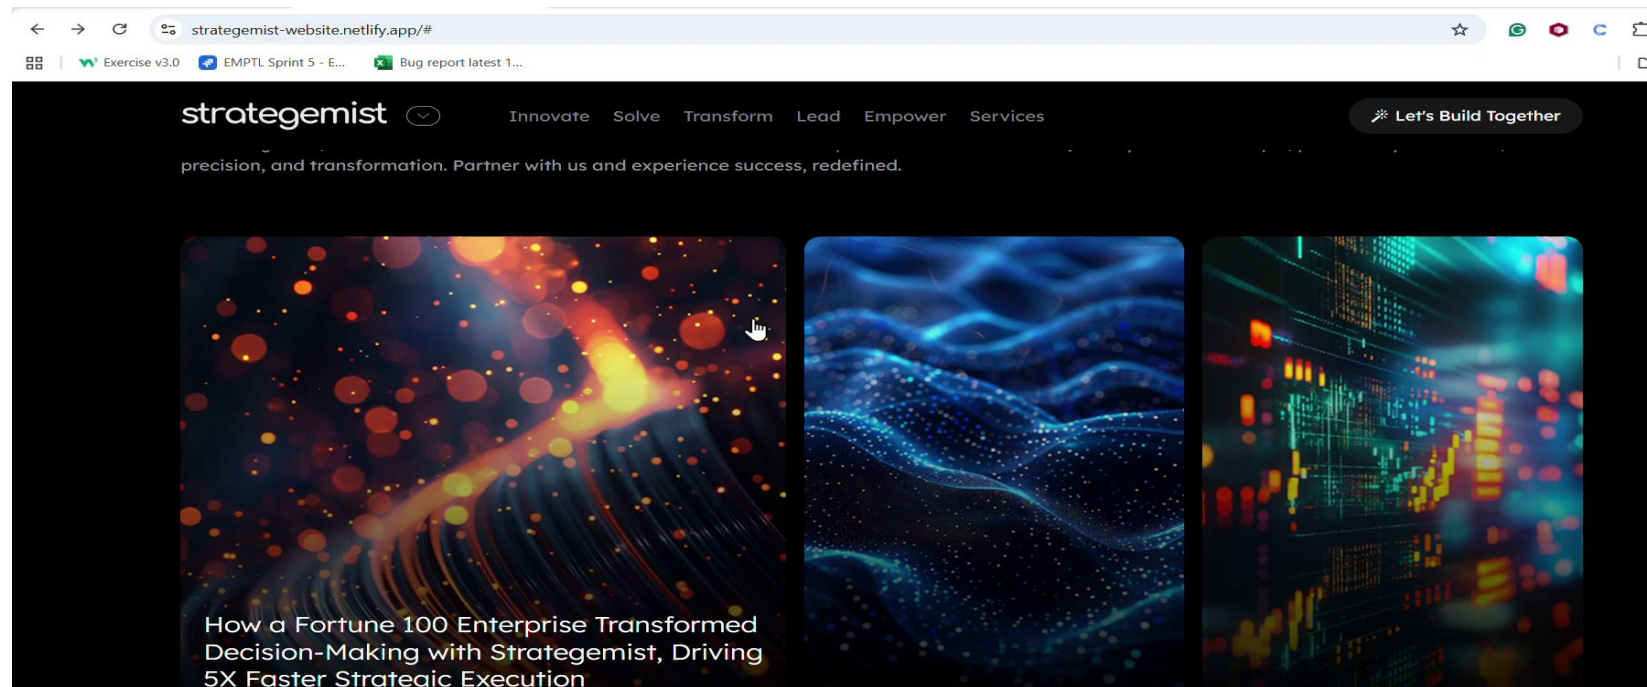 strategemist-website.netlify.app/#
Exercise v3.0 EMPTL Sprint 5 - E... Bug report latest 1...
strategemist Innovate Solve Transform Lead Empower Services Let's Build Together
precision, and transformation. Partner with us and experience success, redefined.
How a Fortune 100 Enterprise Transformed
Decision-Making with Strategemist, Driving
5X Faster Strategic Execution